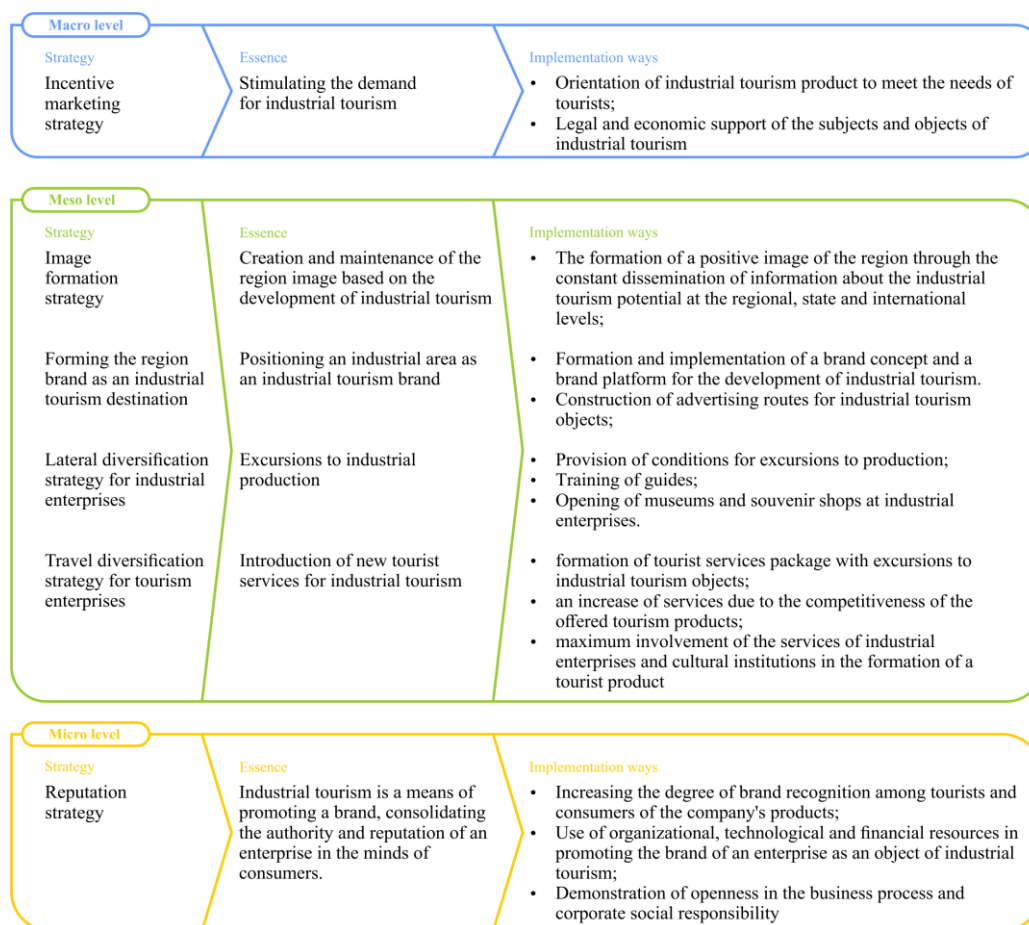 Macro level
Strategy
Incentive
marketing
strategy
Essence
Stimulating the demand
for industrial tourism
Implementation ways
• Orientation of industrial tourism product to meet the needs of
tourists;
• Legal and economic support of the subjects and objects of
industrial tourism
Meso level
Strategy
Essence
Implementation ways
Image
formation
strategy
Creation and maintenance of the
region image based on the
development of industrial tourism
• The formation of a positive image of the region through the
constant dissemination of information about the industrial
tourism potential at the regional, state and international
levels;
Forming the region
brand as an industrial
tourism destination
Positioning an industrial area as
an industrial tourism brand
• Formation and implementation of a brand concept and a
brand platform for the development of industrial tourism.
• Construction of advertising routes for industrial tourism
objects;
Lateral diversification
strategy for industrial
enterprises
Excursions to industrial
production
• Provision of conditions for excursions to production;
• Training of guides;
• Opening of museums and souvenir shops at industrial
enterprises.
Travel diversification
strategy for tourism
enterprises
Introduction of new tourist
services for industrial tourism
• formation of tourist services package with excursions to
industrial tourism objects;
• an increase of services due to the competitiveness of the
offered tourism products;
• maximum involvement of the services of industrial
enterprises and cultural institutions in the formation of a
tourist product
Micro level
Strategy
Reputation
strategy
Essence
Industrial tourism is a means of
promoting a brand, consolidating
the authority and reputation of an
enterprise in the minds of
consumers.
Implementation ways
• Increasing the degree of brand recognition among tourists and
consumers of the company's products;
• Use of organizational, technological and financial resources in
promoting the brand of an enterprise as an object of industrial
tourism;
• Demonstration of openness in the business process and
corporate social responsibility